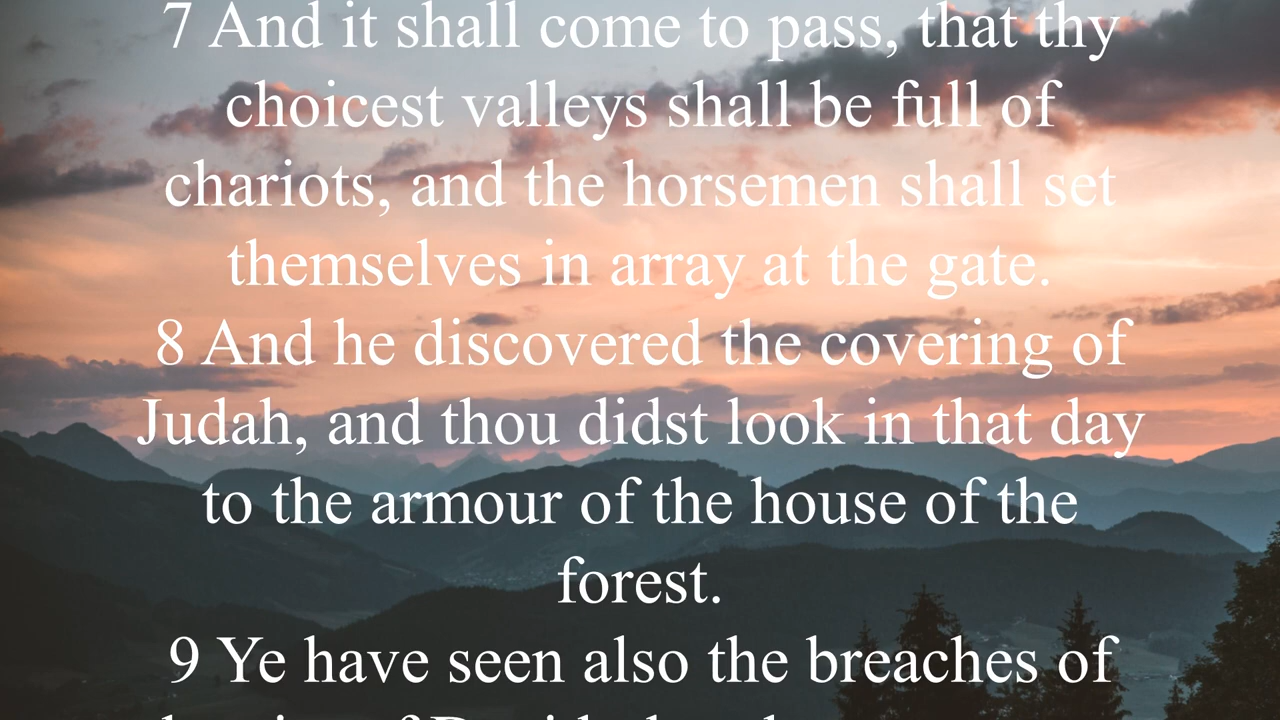 7 And it shall come to pass, that thy
choicest valleys shall be full of
chariots, and the horsemen shall set
themselves in array at the gate.
8 And he discovered the covering of
Judah, and thou didst look in that day
to the armour of the house of the
forest.
9 Ye have seen also the breaches of